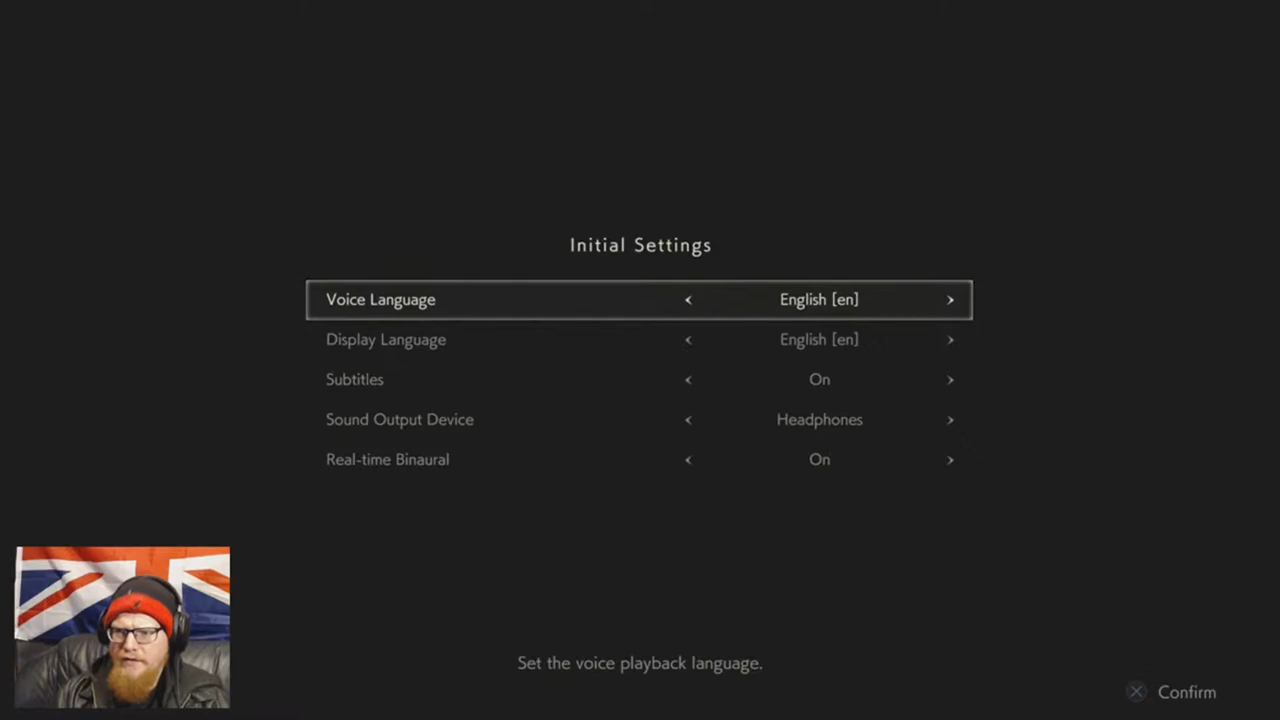 Initial Settings
Voice Language English [en]
Display Language English [en]
Subtitles On
Sound Output Device Headphones
Real-time Binaural On
Set the voice playback language.
Confirm